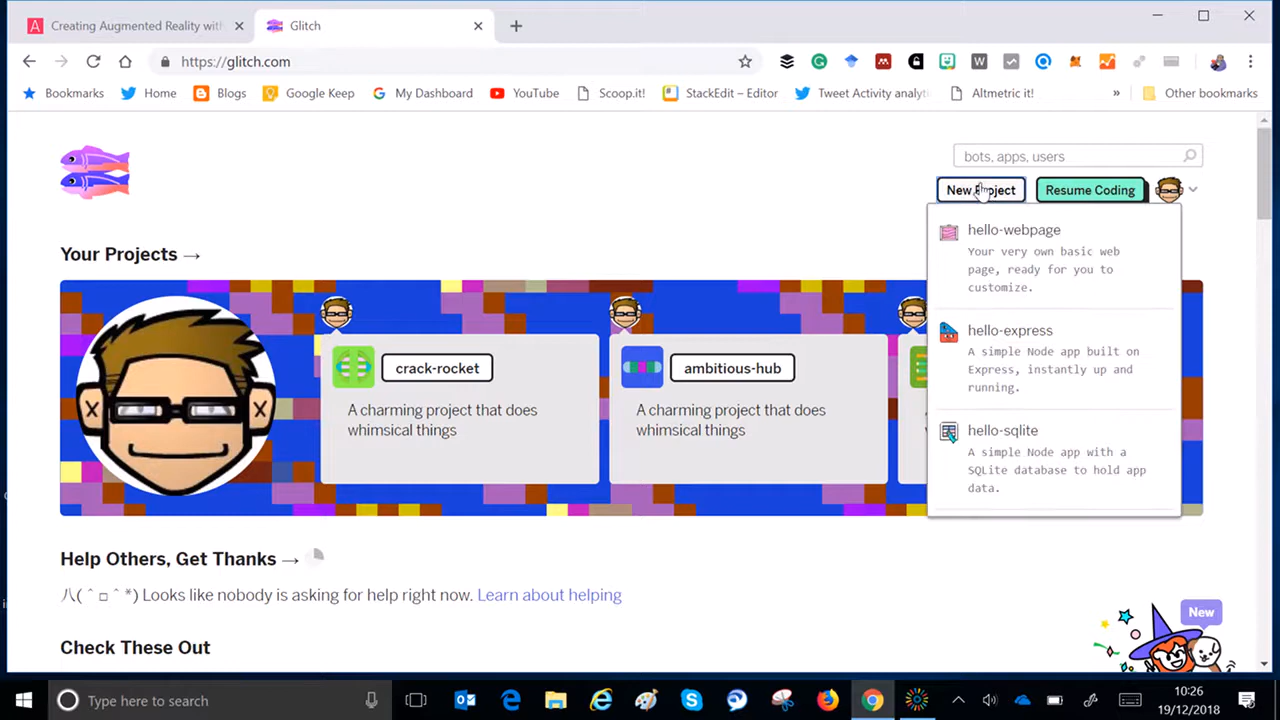 Creating Augmented Reality with
Glitch
https://glitch.com
Bookmarks
Home
Blogs
Google Keep
My Dashboard
YouTube
Scoop.it!
StackEdit – Editor
Tweet Activity analyt
Altmetric it!
»
Other bookmarks
bots, apps, users
New Project
Resume Coding
hello-webpage
Your very own basic web
page, ready for you to
customize.
hello-express
A simple Node app built on
Express, instantly up and
running.
hello-sqlite
A simple Node app with a
SQLite database to hold app
data.
Your Projects →
crack-rocket
A charming project that does
whimsical things
ambitious-hub
A charming project that does
whimsical things
Help Others, Get Thanks →
Looks like nobody is asking for help right now. Learn about helping
New
Check These Out
Type here to search
10:26
19/12/2018